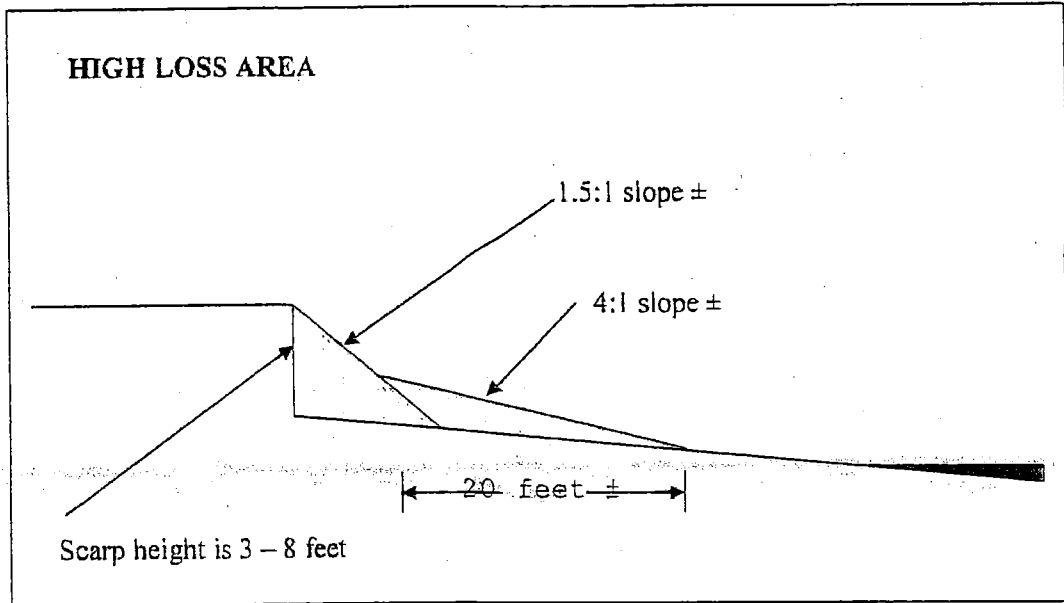 HIGH LOSS AREA
1.5:1 slope ±
4:1 slope ±
20 feet ±
Scarp height is 3 – 8 feet